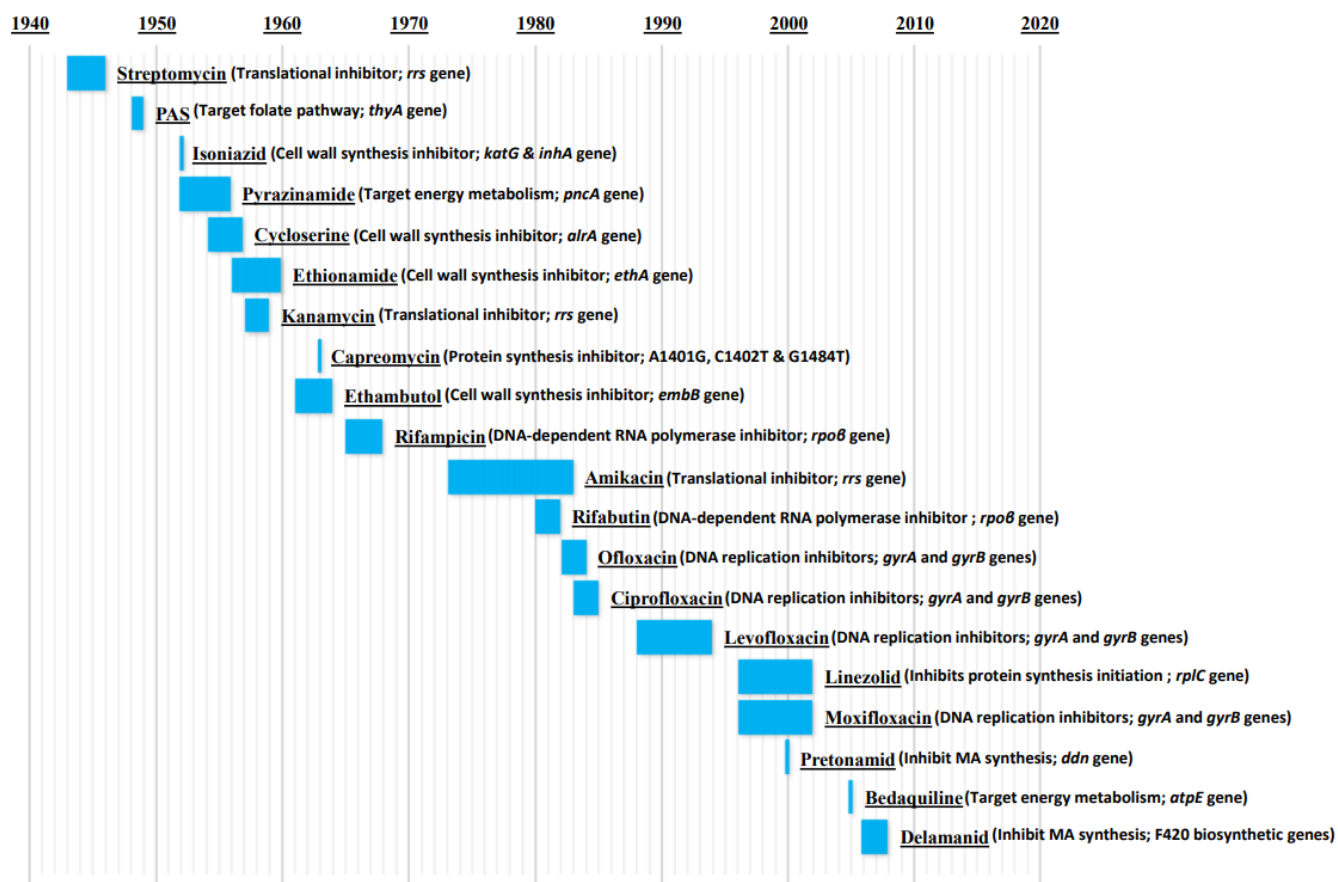 1940 1950 1960 1970 1980 1990 2000 2010 2020
Streptomycin (Translational inhibitor; rrs gene)
PAS (Target folate pathway; thyA gene)
Isoniazid (Cell wall synthesis inhibitor; katG & inhA gene)
Pyrazinamide (Target energy metabolism; pncA gene)
Cycloserine (Cell wall synthesis inhibitor; alrA gene)
Ethionamide (Cell wall synthesis inhibitor; ethA gene)
Kanamycin (Translational inhibitor; rrs gene)
Capreomycin (Protein synthesis inhibitor; A1401G, C1402T & G1484T)
Ethambutol (Cell wall synthesis inhibitor; embB gene)
Rifampicin (DNA-dependent RNA polymerase inhibitor; rpoβ gene)
Amikacin (Translational inhibitor; rrs gene)
Rifabutin (DNA-dependent RNA polymerase inhibitor ; rpoβ gene)
Ofloxacin (DNA replication inhibitors; gyrA and gyrB genes)
Ciprofloxacin (DNA replication inhibitors; gyrA and gyrB genes)
Levofloxacin (DNA replication inhibitors; gyrA and gyrB genes)
Linezolid (Inhibits protein synthesis initiation ; rplC gene)
Moxifloxacin (DNA replication inhibitors; gyrA and gyrB genes)
Pretonamid (Inhibit MA synthesis; ddn gene)
Bedaquiline (Target energy metabolism; atpE gene)
Delamanid (Inhibit MA synthesis; F420 biosynthetic genes)